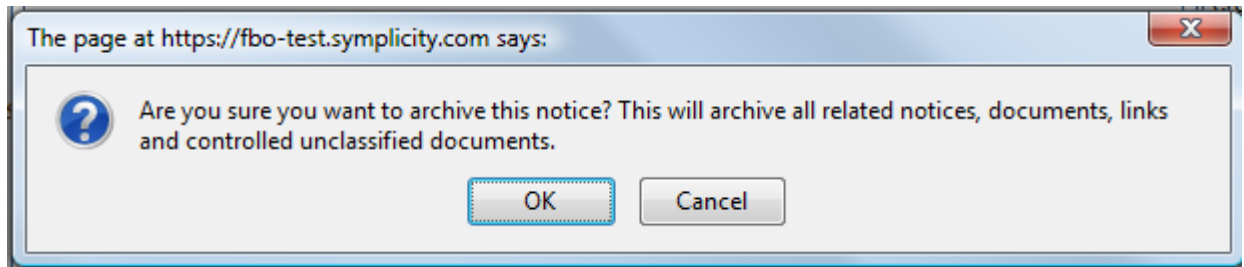 The page at https://fbo-test.symplicity.com says:
Are you sure you want to archive this notice? This will archive all related notices, documents, links
and controlled unclassified documents.
OK
Cancel